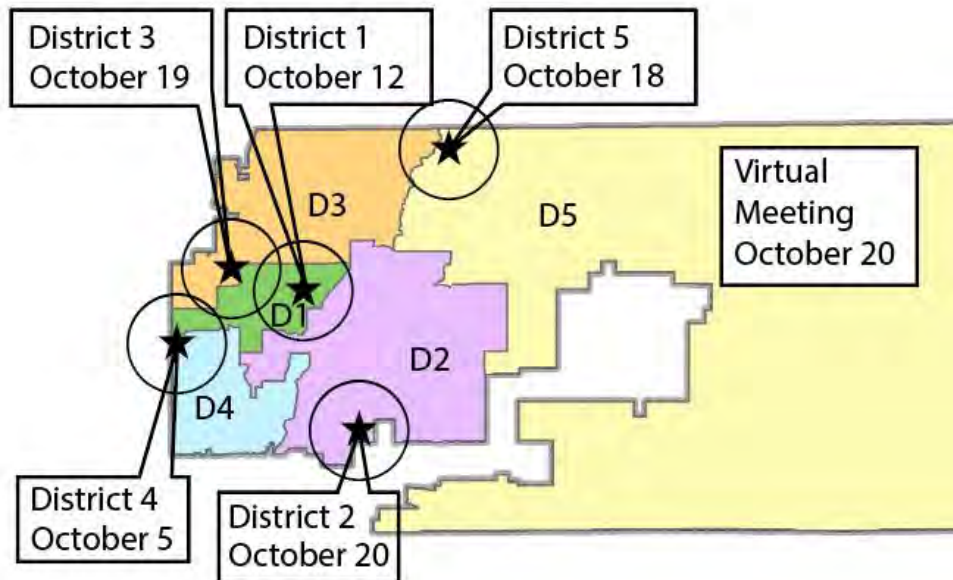 District 3
October 19
District 1
October 12
District 5
October 18
Virtual
Meeting
October 20
D3
D5
D1
D2
D4
District 4
October 5
District 2
October 20